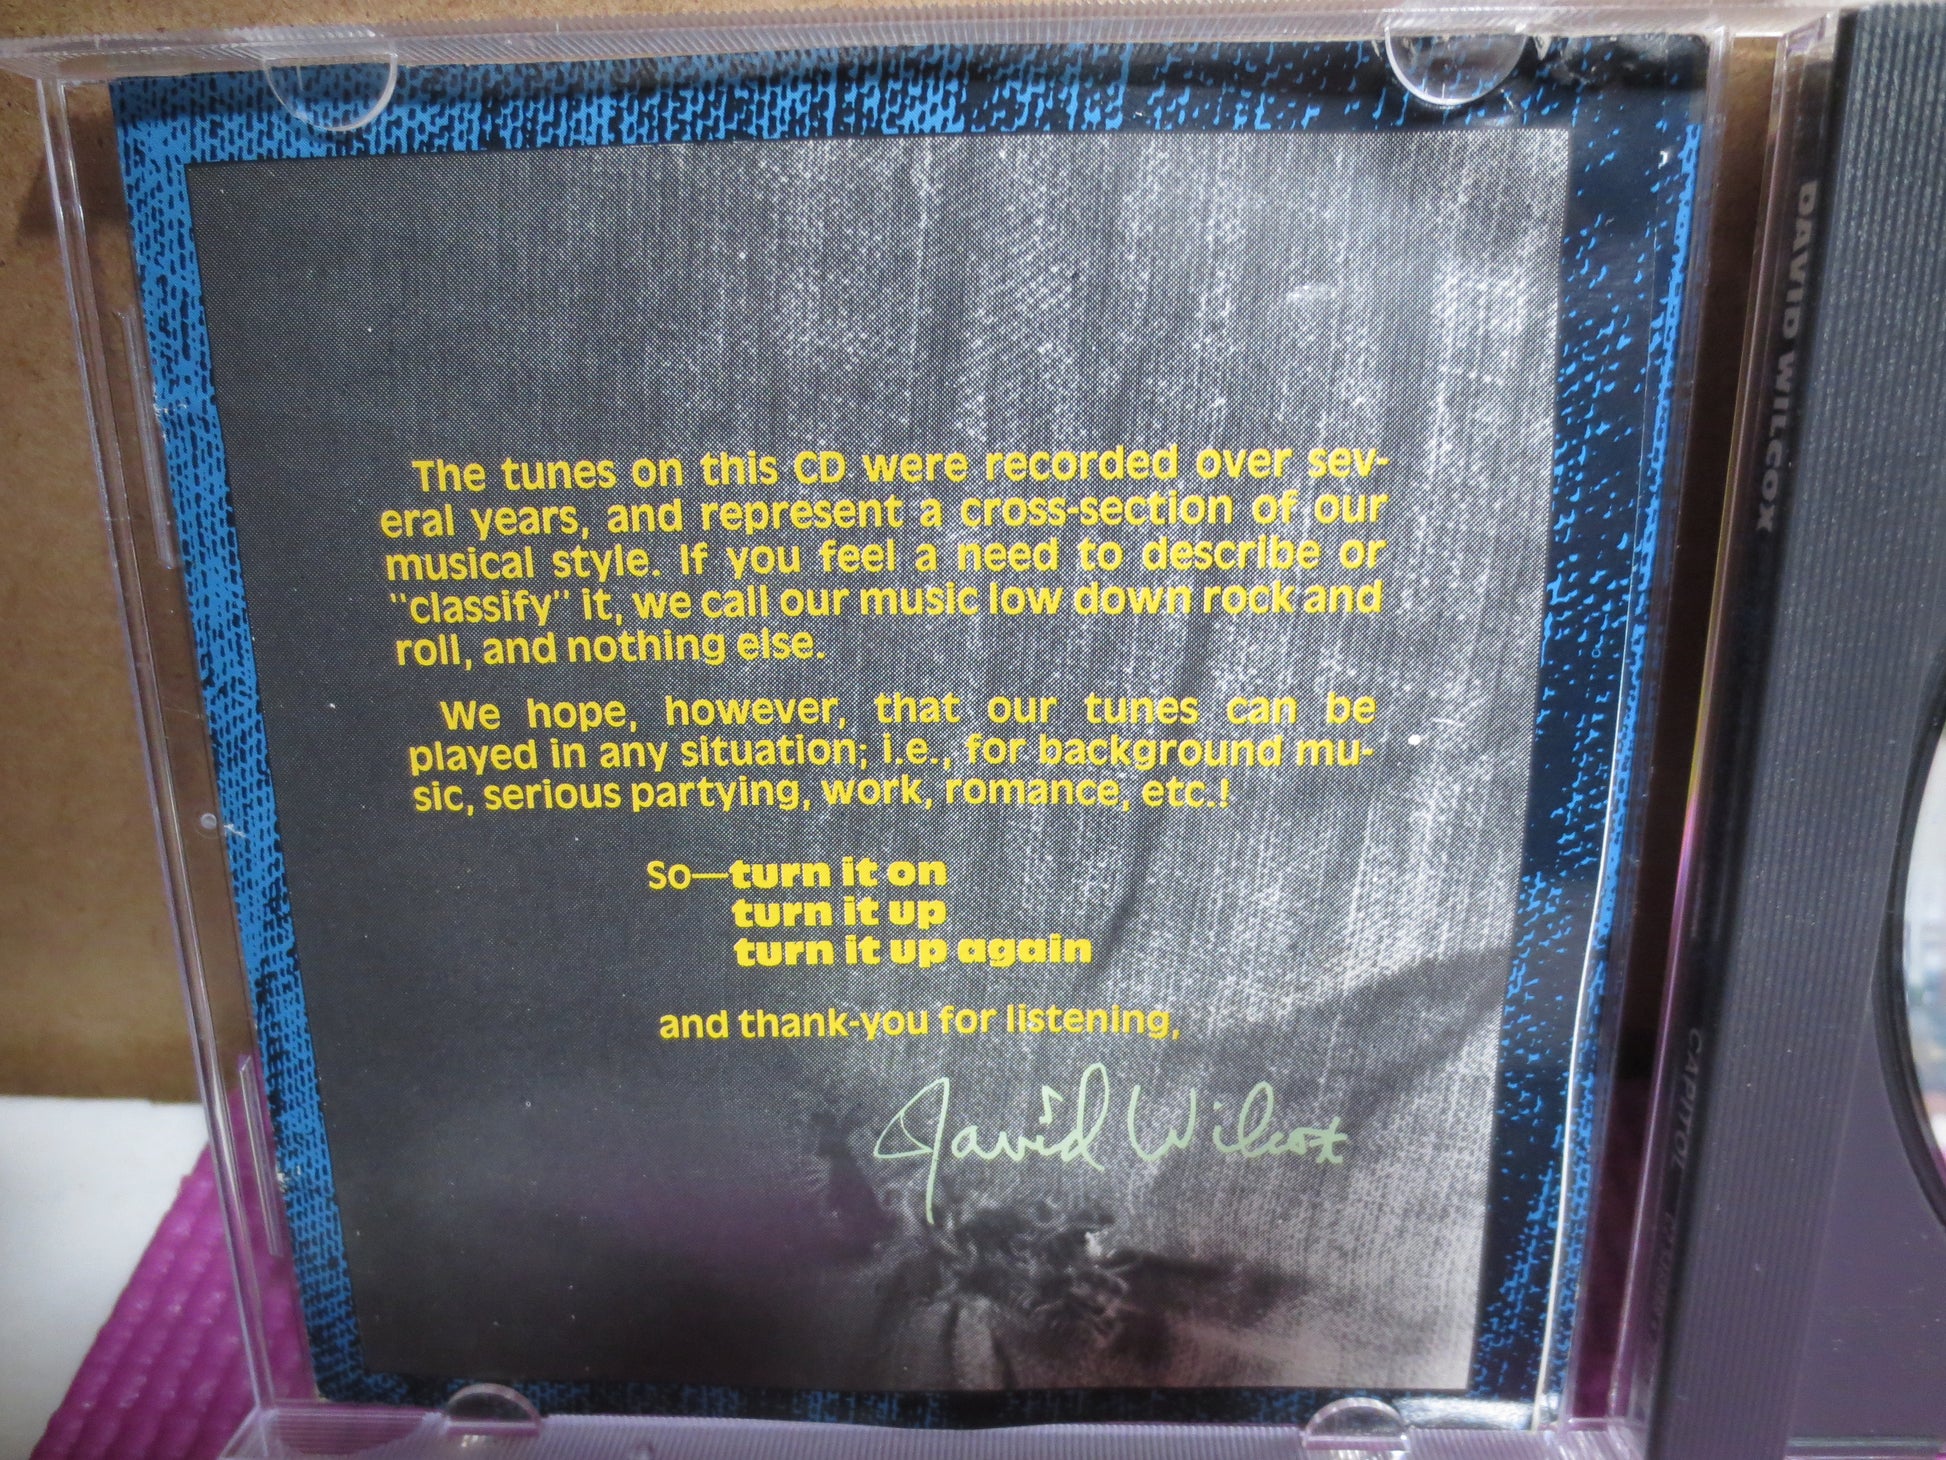 The tunes on this CD were recorded over sev-
eral years, and represent a cross-section of our
musical style. If you feel a need to describe or
"classify" it, we call our music low down rock and
roll, and nothing else.
We hope, however, that our tunes can be
played in any situation; i.e., for background mu-
sic, serious partying, work, romance, etc.!
So—turn it on
turn it up
turn it up again
and thank-you for listening,
David Wilcox
DAVID WILCOX
CAPITOL